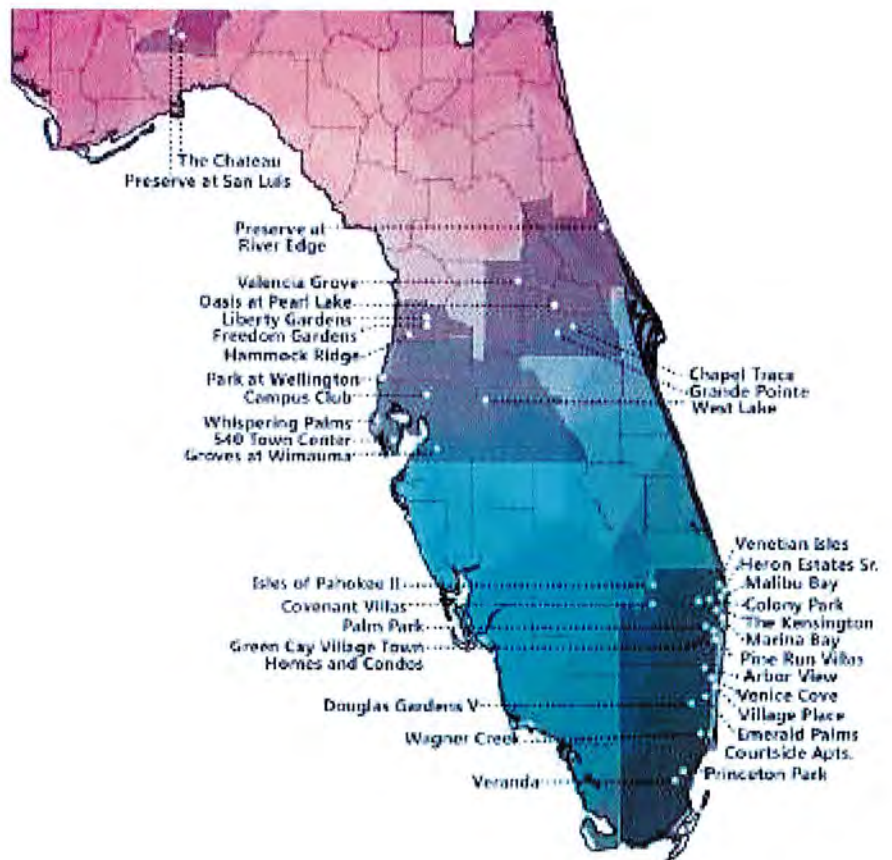 The Chateau
Preserve at San Luis
Preserve at
River Edge
Valencia Grove
Oasis at Pearl Lake
Liberty Gardens
Freedom Gardens
Hammock Ridge
Chapel Trace
Grande Pointe
West Lake
Park at Wellington
Campus Club
Whispering Palms
540 Town Center
Groves at Wimauma
Venetian Isles
Heron Estates Sr.
Malibu Bay
Colony Park
The Kensington
Marina Bay
Pine Run Villas
Arbor View
Venice Cove
Village Place
Emerald Palms
Courtside Apts.
Princeton Park
Isles of Pahokee II
Covenant Villas
Palm Park
Green Cay Village Town
Homes and Condos
Douglas Gardens V
Wagner Creek
Veranda